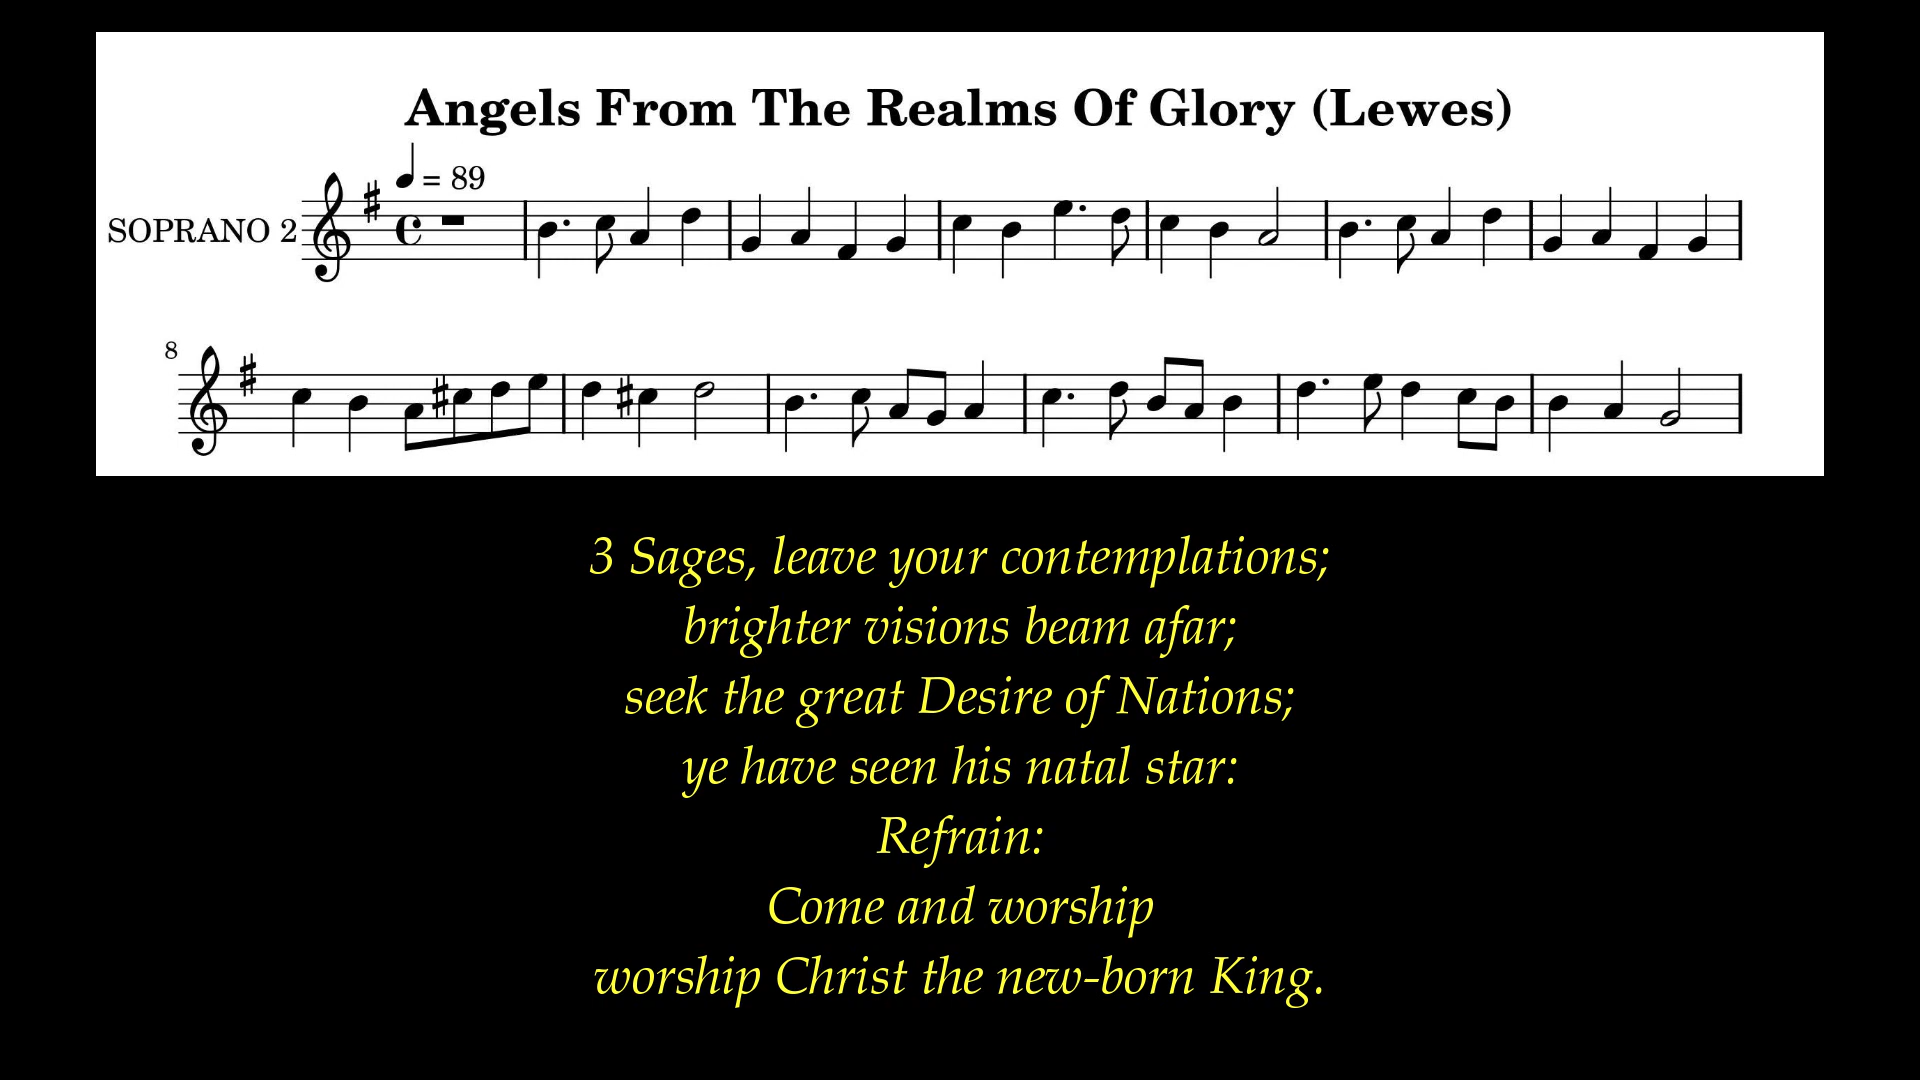 Angels From The Realms Of Glory (Lewes)
= 89
SOPRANO 2
8
3 Sages, leave your contemplations;
brighter visions beam afar;
seek the great Desire of Nations;
ye have seen his natal star:
Refrain:
Come and worship
worship Christ the new-born King.